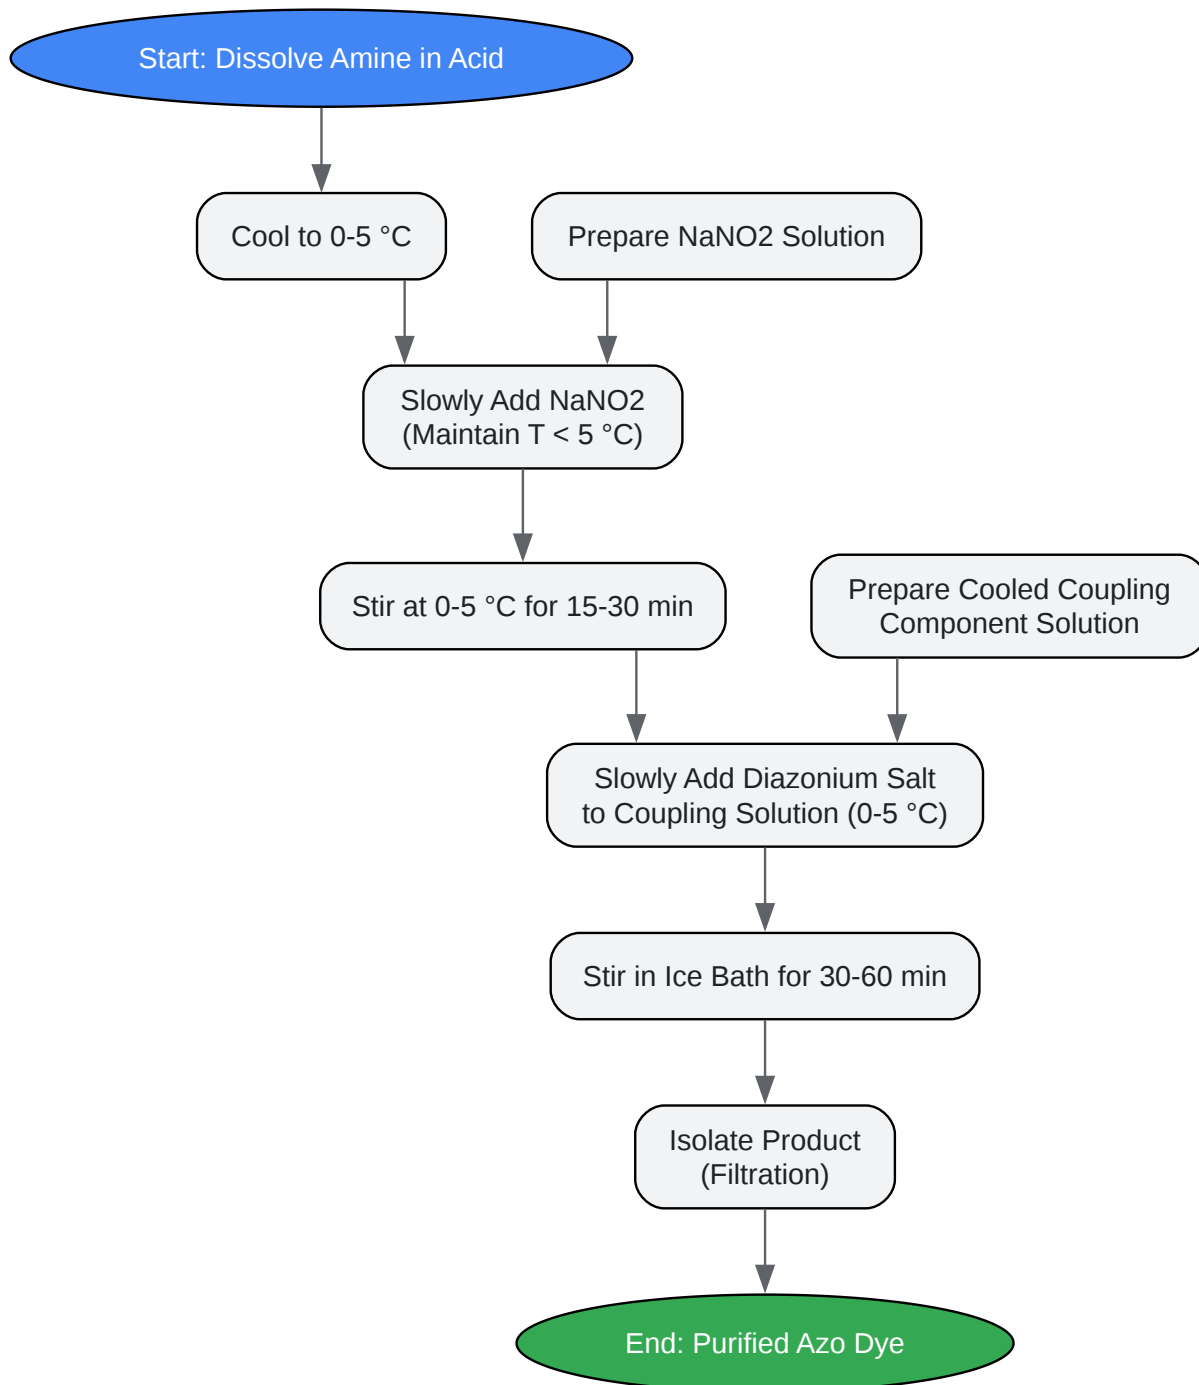 Start: Dissolve Amine in Acid
Cool to 0-5 °C
Prepare NaNO2 Solution
Slowly Add NaNO2
(Maintain T < 5 °C)
Stir at 0-5 °C for 15-30 min
Prepare Cooled Coupling
Component Solution
Slowly Add Diazonium Salt
to Coupling Solution (0-5 °C)
Stir in Ice Bath for 30-60 min
Isolate Product
(Filtration)
End: Purified Azo Dye